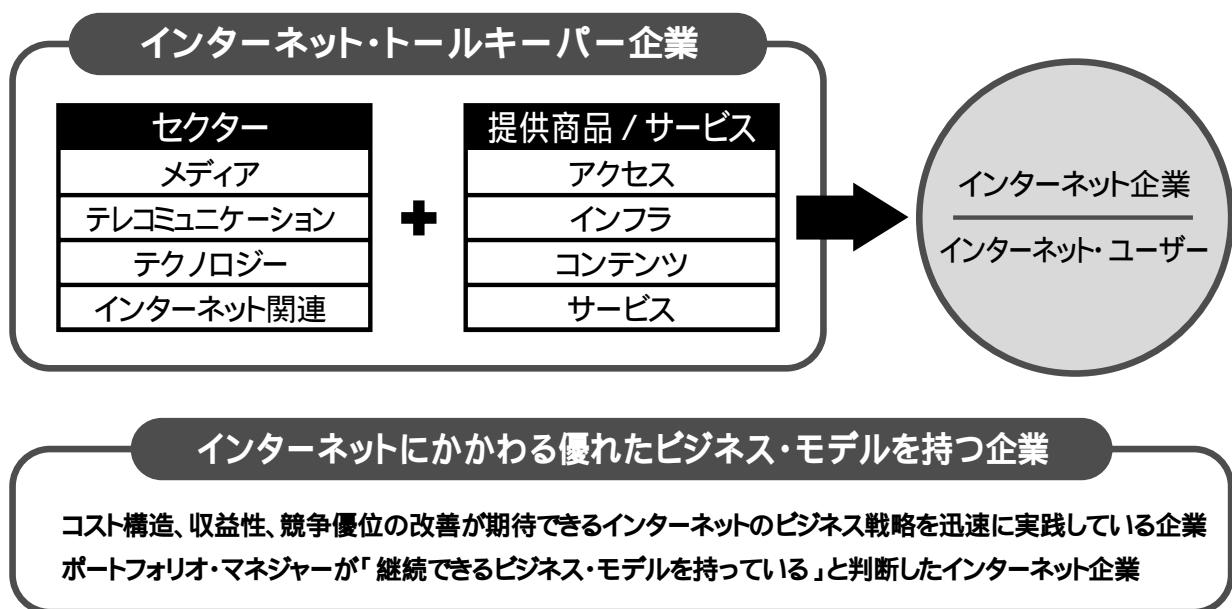 インターネット・トールキーパー企業
セクター
メディア
テレコミュニケーション
テクノロジー
インターネット関連
提供商品 / サービス
アクセス
インフラ
コンテンツ
サービス
インターネット企業
インターネット・ユーザー
インターネットにかかわる優れたビジネス・モデルを持つ企業
コスト構造、収益性、競争優位の改善が期待できるインターネットのビジネス戦略を迅速に実践している企業
ポートフォリオ・マネジャーが「継続できるビジネス・モデルを持っている」と判断したインターネット企業